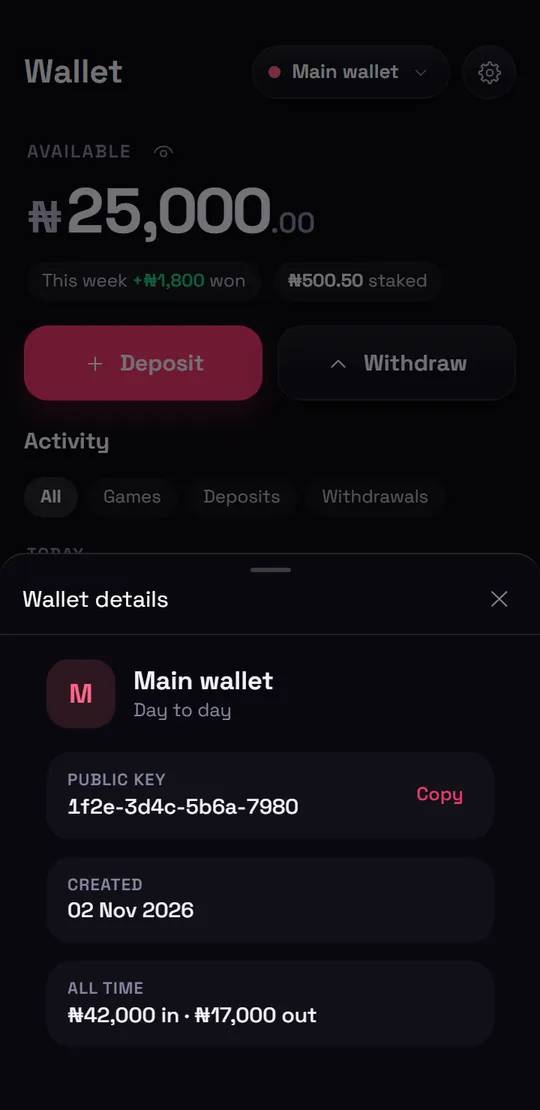 Wallet
Main wallet
AVAILABLE
₦25,000.00
This week +₦1,800 won
₦500.50 staked
+ Deposit
Withdraw
Activity
All
Games
Deposits
Withdrawals
TODAY
Wallet details
M
Main wallet
Day to day
PUBLIC KEY
1f2e-3d4c-5b6a-7980
Copy
CREATED
02 Nov 2026
ALL TIME
₦42,000 in · ₦17,000 out